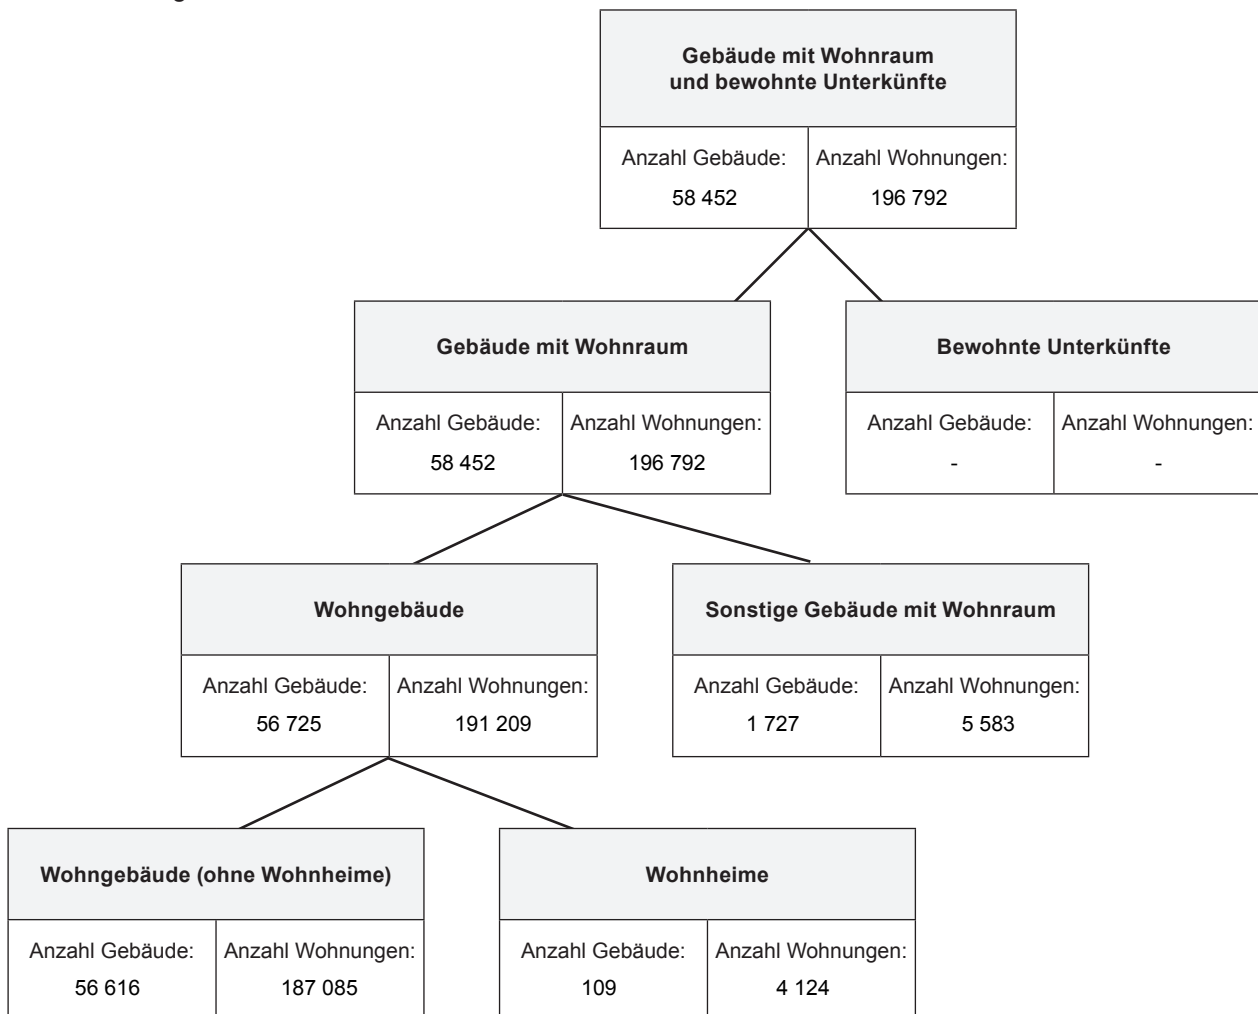 Gebäude mit Wohnraum
und bewohnte Unterkünfte
Anzahl Gebäude: Anzahl Wohnungen:
58 452 196 792
Gebäude mit Wohnraum Bewohnte Unterkünfte
Anzahl Gebäude: Anzahl Wohnungen: Anzahl Gebäude: Anzahl Wohnungen:
58 452 196 792 - -
Wohngebäude Sonstige Gebäude mit Wohnraum
Anzahl Gebäude: Anzahl Wohnungen: Anzahl Gebäude: Anzahl Wohnungen:
56 725 191 209 1 727 5 583
Wohngebäude (ohne Wohnheime) Wohnheime
Anzahl Gebäude: Anzahl Wohnungen: Anzahl Gebäude: Anzahl Wohnungen:
56 616 187 085 109 4 124